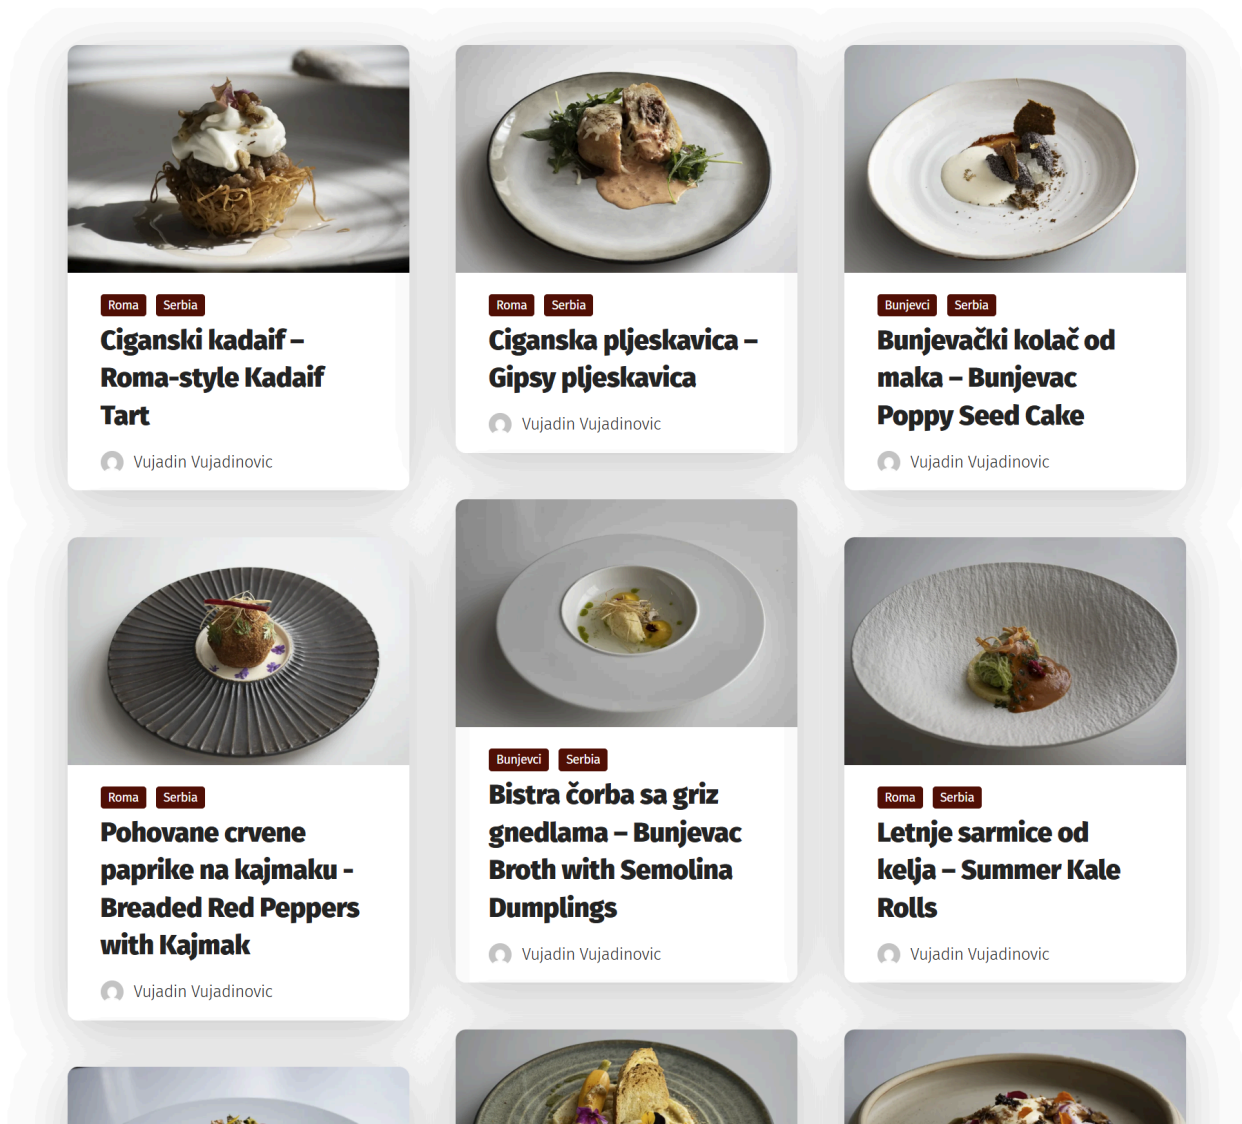 Roma Serbia
Ciganski kadaif –
Roma-style Kadaif
Tart
Vujadin Vujadinovic
Roma Serbia
Ciganska pljeskavica –
Gipsy pljeskavica
Vujadin Vujadinovic
Bunjevci Serbia
Bunjevački kolač od
maka – Bunjevac
Poppy Seed Cake
Vujadin Vujadinovic
Roma Serbia
Pohovane crvene
paprike na kajmaku -
Breaded Red Peppers
with Kajmak
Vujadin Vujadinovic
Bunjevci Serbia
Bistra čorba sa griz
gnedlama – Bunjevac
Broth with Semolina
Dumplings
Vujadin Vujadinovic
Roma Serbia
Letnje sarmice od
kelja – Summer Kale
Rolls
Vujadin Vujadinovic